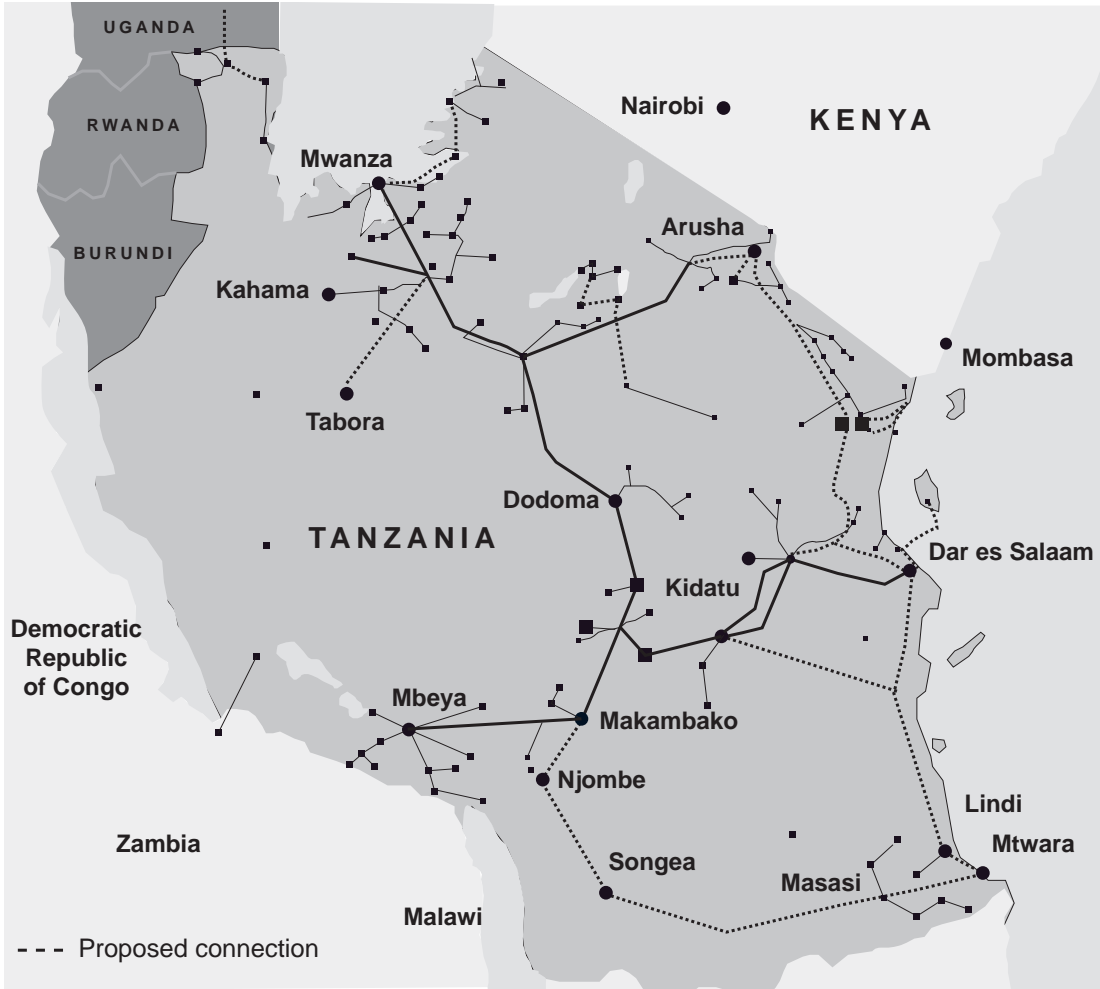 UGANDA
Nairobi
KENYA
RWANDA
Mwanza
Arusha
BURUNDI
Kahama
Mombasa
Tabora
Dodoma
TANZANIA
Dar es Salaam
Kidatu
Democratic
Republic
of Congo
Mbeya
Makambako
Njombe
Lindi
Zambia
Mtwara
Songea
Masasi
Malawi
Proposed connection